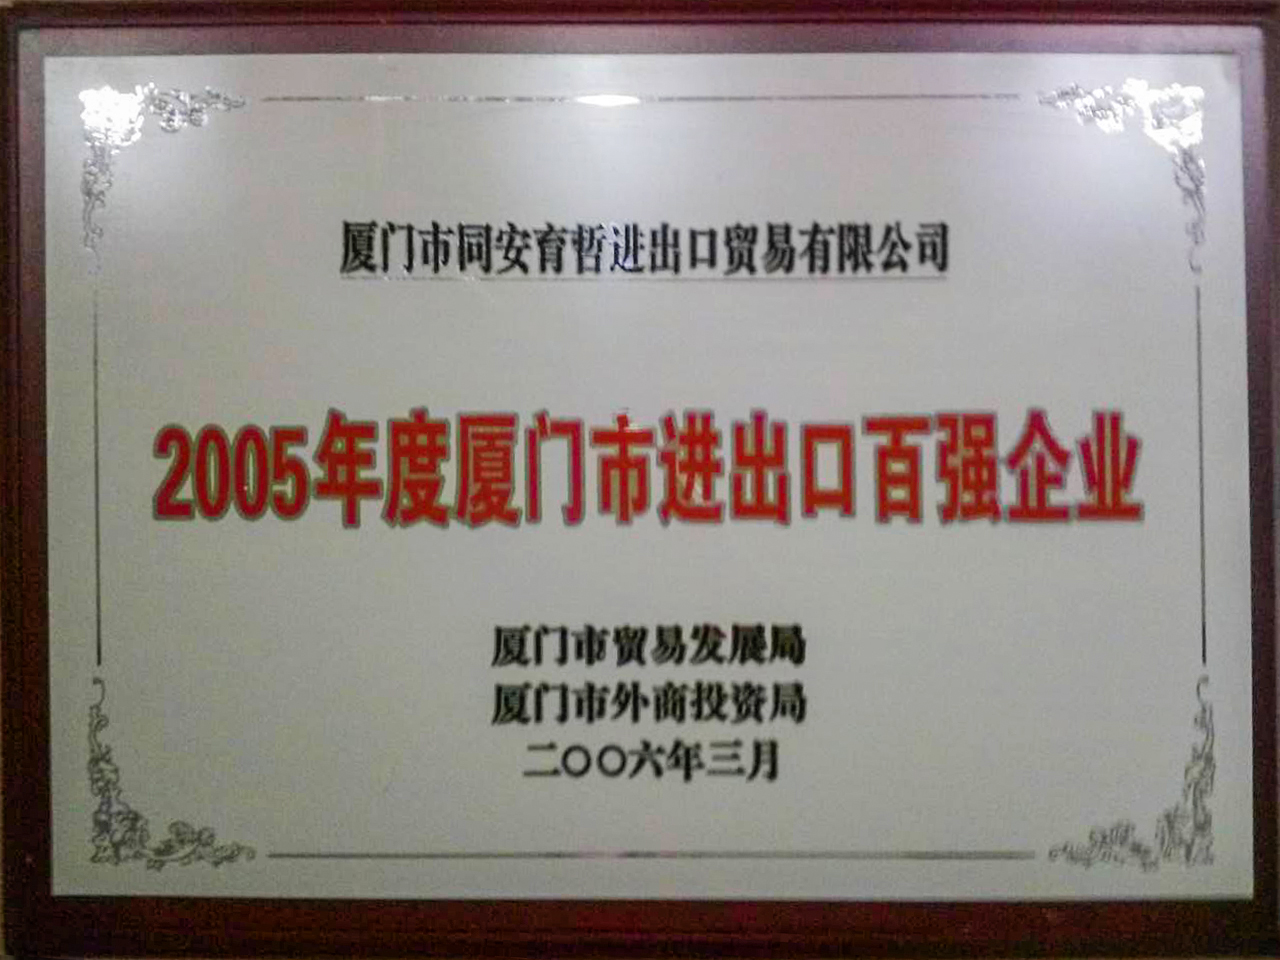 厦门市同安育哲进出口贸易有限公司
2005年度厦门市进出口百强企业
厦门市贸易发展局
厦门市外商投资局
二〇〇六年三月